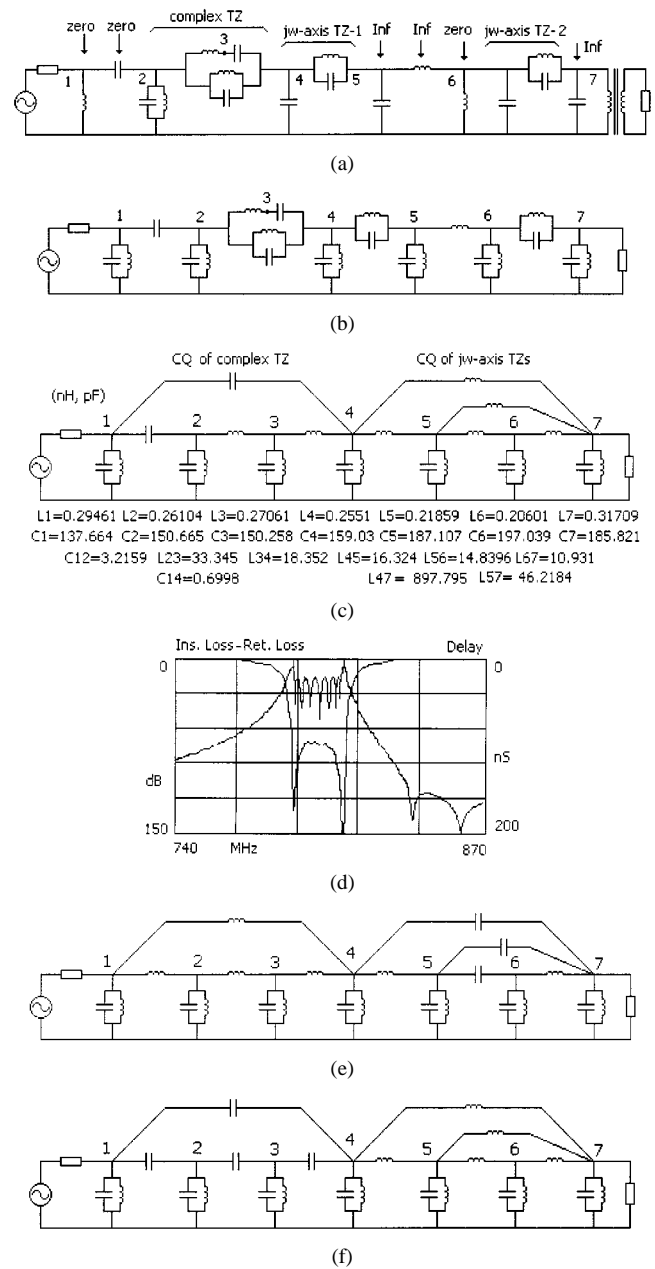 complex TZ
zero zero 3 jw-axis TZ-1 Inf Inf zero jw-axis TZ-2 Inf
1 2 4 5 6 7
(a)
1 2 3 4 5 6 7
(b)
CQ of complex TZ CQ of jw-axis TZs
(nH, pF)
1 2 3 4 5 6 7
L1=0.29461 L2=0.26104 L3=0.27061 L4=0.2551 L5=0.21859 L6=0.20601 L7=0.31709
C1=137.664 C2=150.665 C3=150.258 C4=159.03 C5=187.107 C6=197.039 C7=185.821
C12=3.2159 L23=33.345 L34=18.352 L45=16.324 L56=14.8396 L67=10.931
C14=0.6998 L47= 897.795 L57= 46.2184
(c)
Ins. Loss-Ret. Loss Delay
0 0
dB nS
150 200
740 MHz 870
(d)
1 2 3 4 5 6 7
(e)
1 2 3 4 5 6 7
(f)